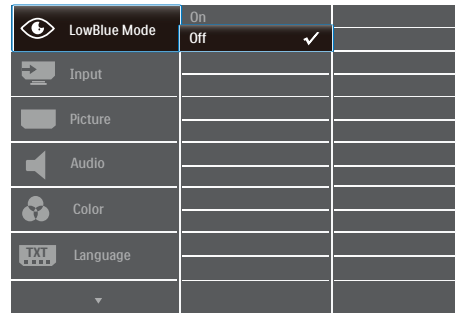 LowBlue Mode
On
Off
Input
Picture
Audio
Color
TXT
Language